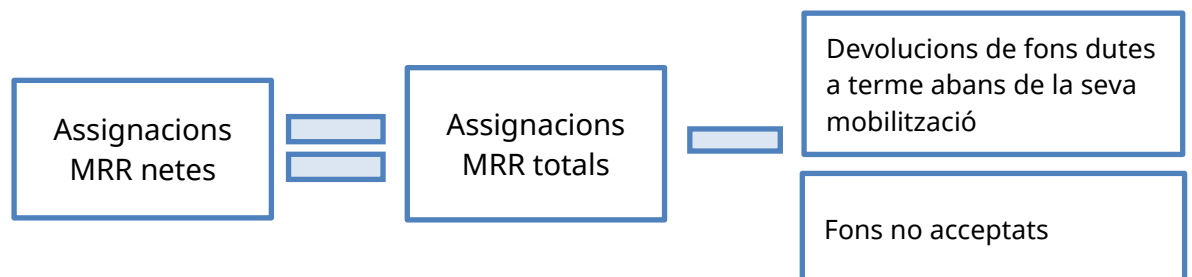 Assignacions
MRR netes
Assignacions
MRR totals
Devolucions de fons dutes
a terme abans de la seva
mobilització
Fons no acceptats